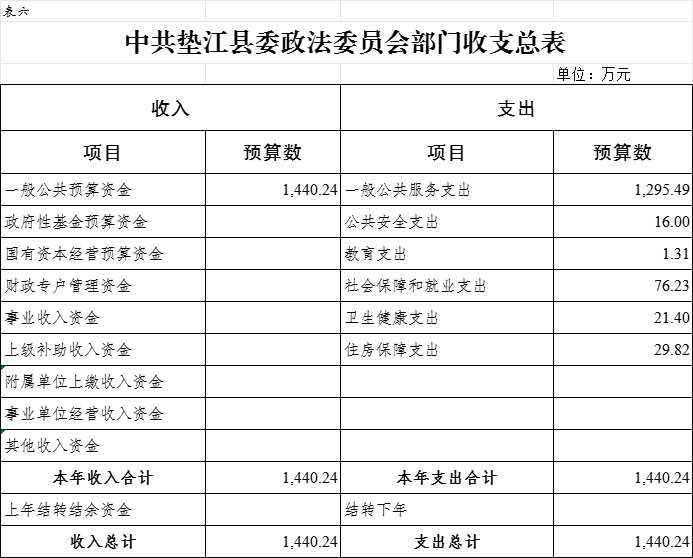 表六
中共垫江县委政法委员会部门收支总表
单位：万元
收入 支出
项目 预算数 项目 预算数
一般公共预算资金 1,440.24 一般公共服务支出 1,295.49
政府性基金预算资金 公共安全支出 16.00
国有资本经营预算资金 教育支出 1.31
财政专户管理资金 社会保障和就业支出 76.23
事业收入资金 卫生健康支出 21.40
上级补助收入资金 住房保障支出 29.82
附属单位上缴收入资金
事业单位经营收入资金
其他收入资金
本年收入合计 1,440.24 本年支出合计 1,440.24
上年结转结余资金 结转下年
收入总计 1,440.24 支出总计 1,440.24